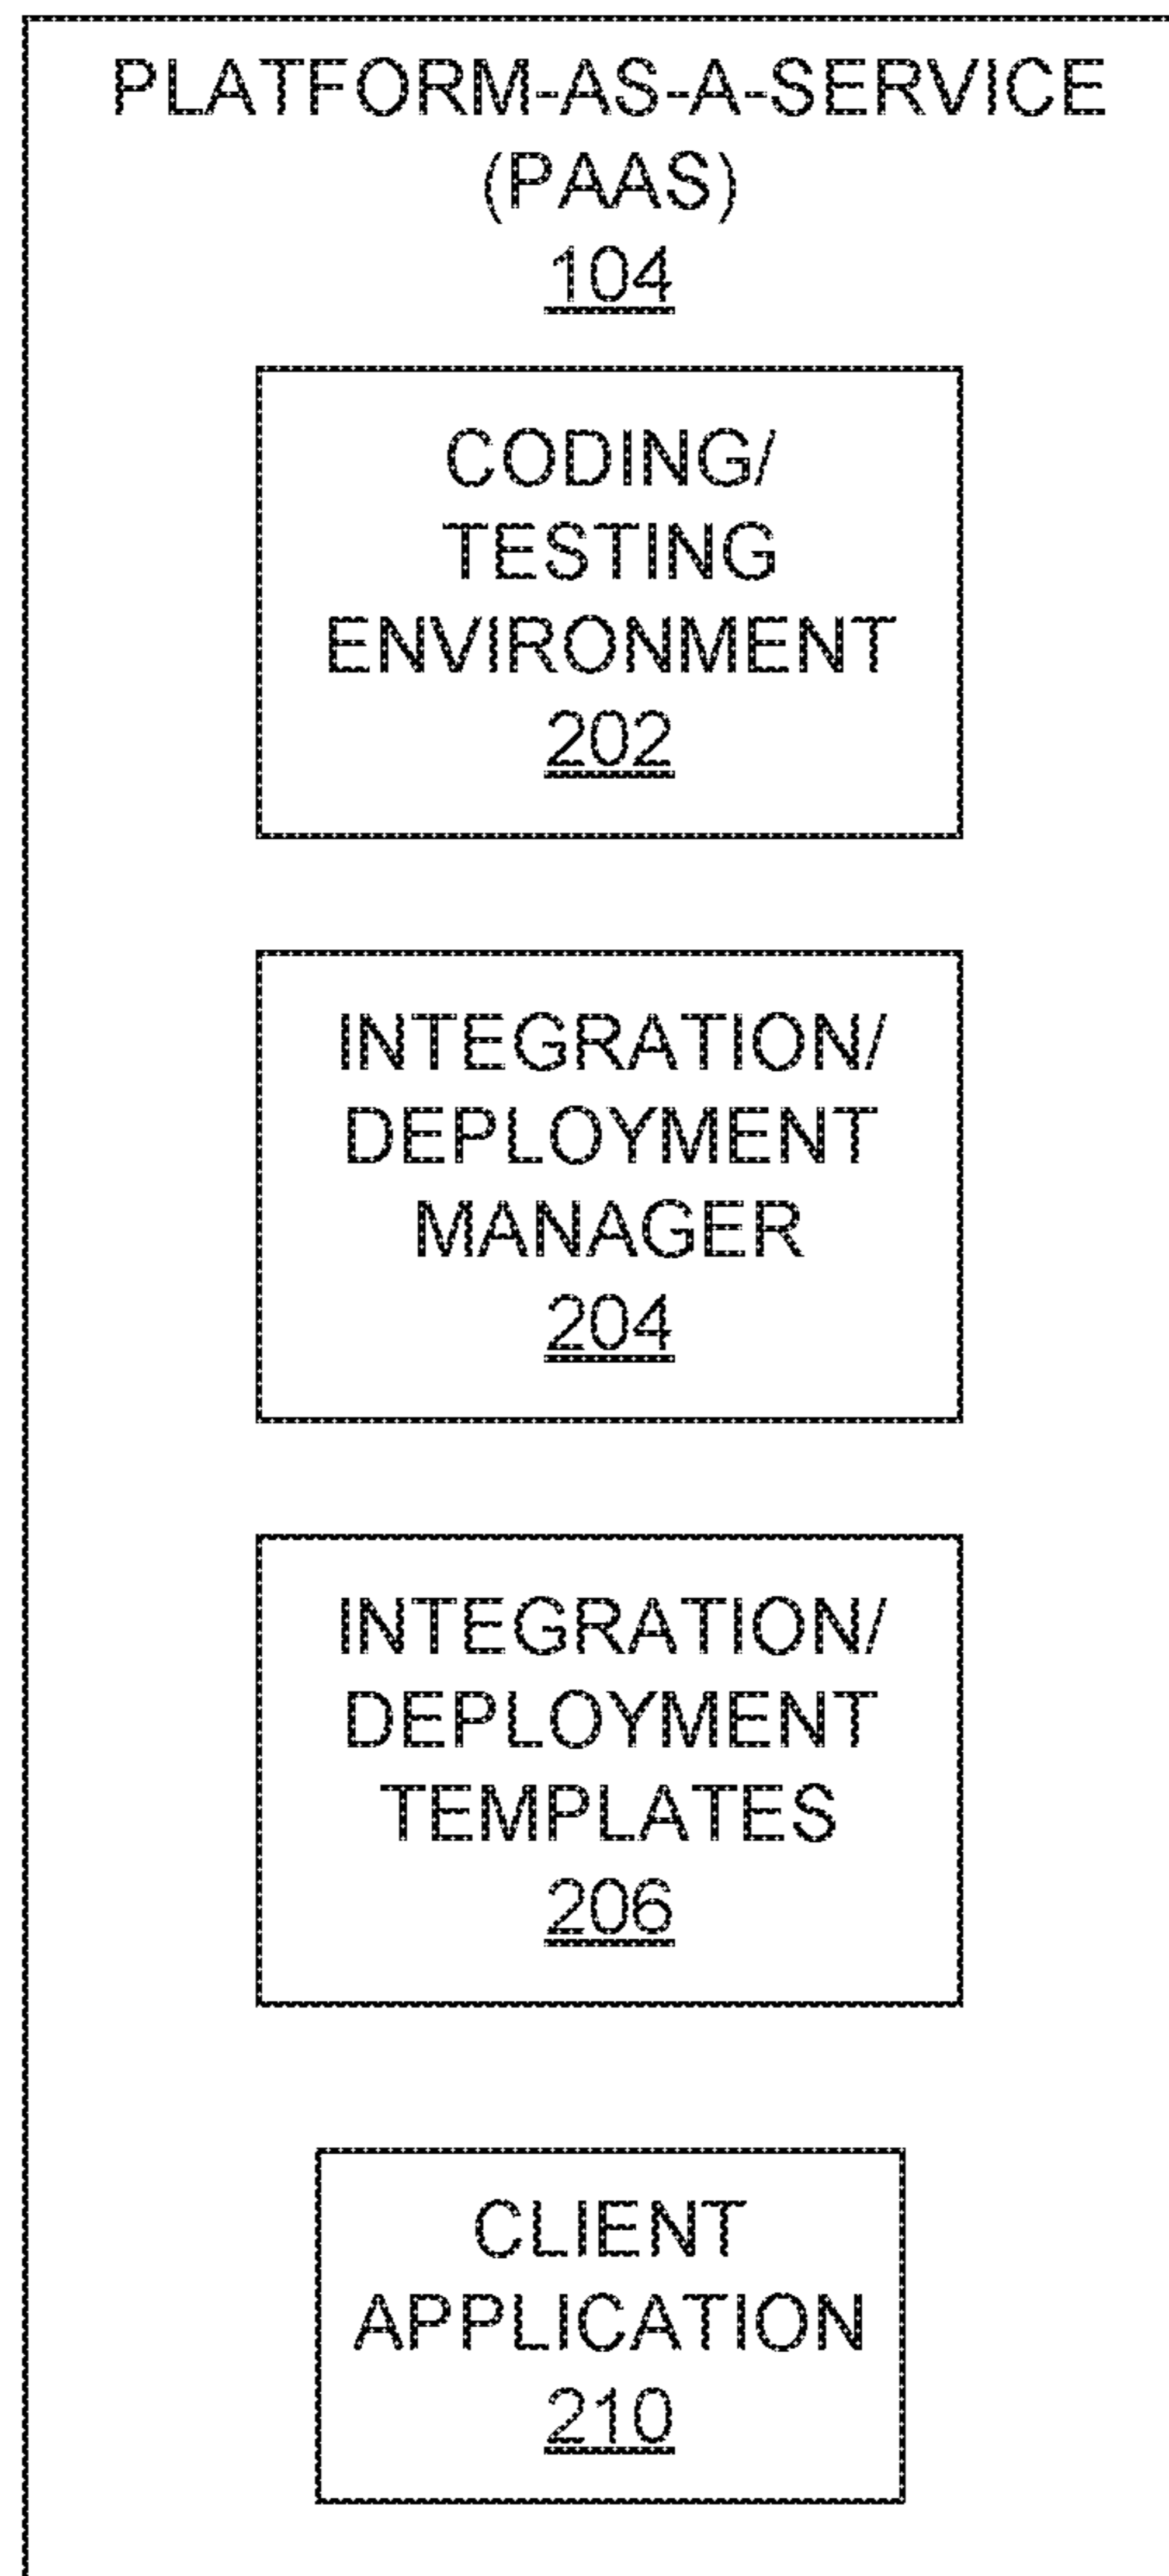 PLATFORM-AS-A-SERVICE
(PAAS)
104
CODING/
TESTING
ENVIRONMENT
202
INTEGRATION/
DEPLOYMENT
MANAGER
204
INTEGRATION/
DEPLOYMENT
TEMPLATES
206
CLIENT
APPLICATION
210